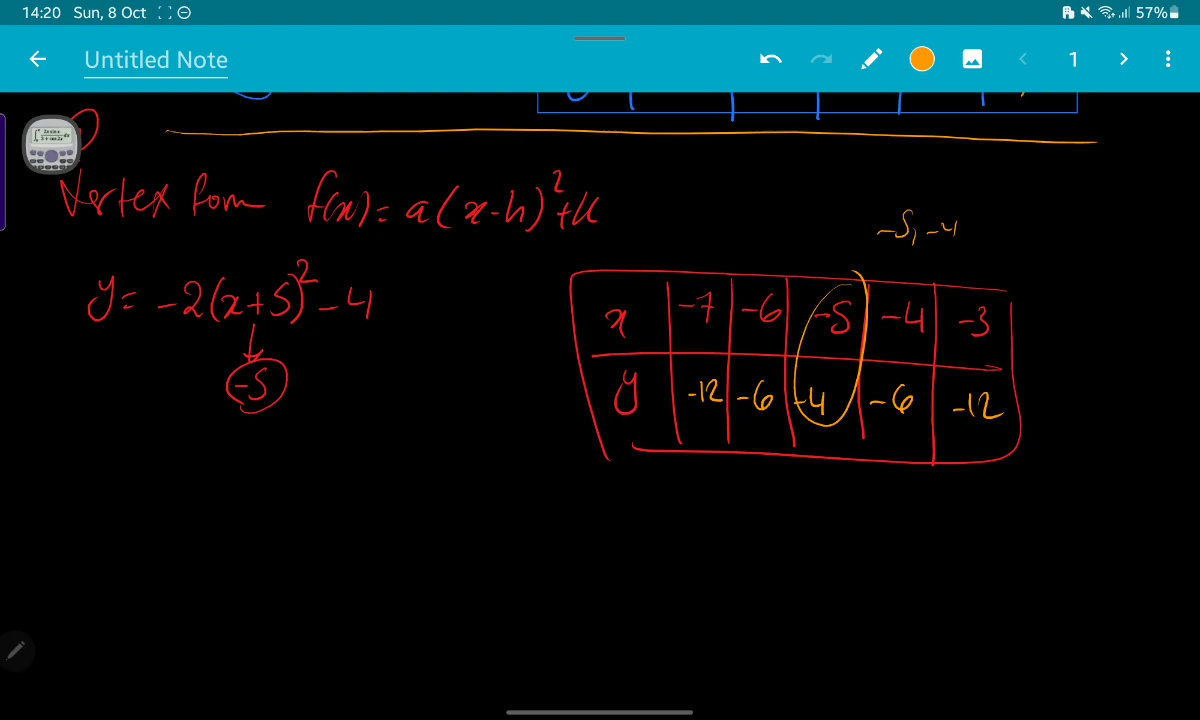 14:20 Sun, 8 Oct 57%
Untitled Note 1
Vertex form f(x)= a(x-h)²+k
-5, -4
y= -2(x+5)²-4
-5
x -7 -6 -5 -4 -3
y -12 -6 -4 -6 -12